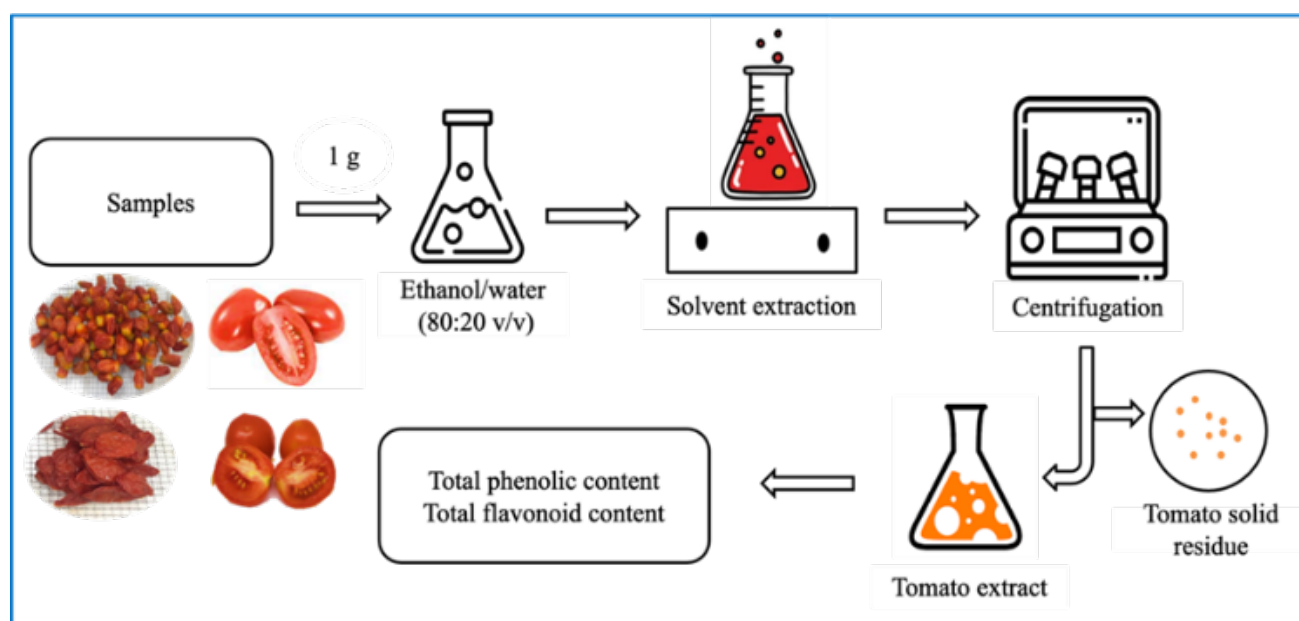 Samples
1 g
Ethanol/water
(80:20 v/v)
Solvent extraction
Centrifugation
Tomato solid
residue
Tomato extract
Total phenolic content
Total flavonoid content